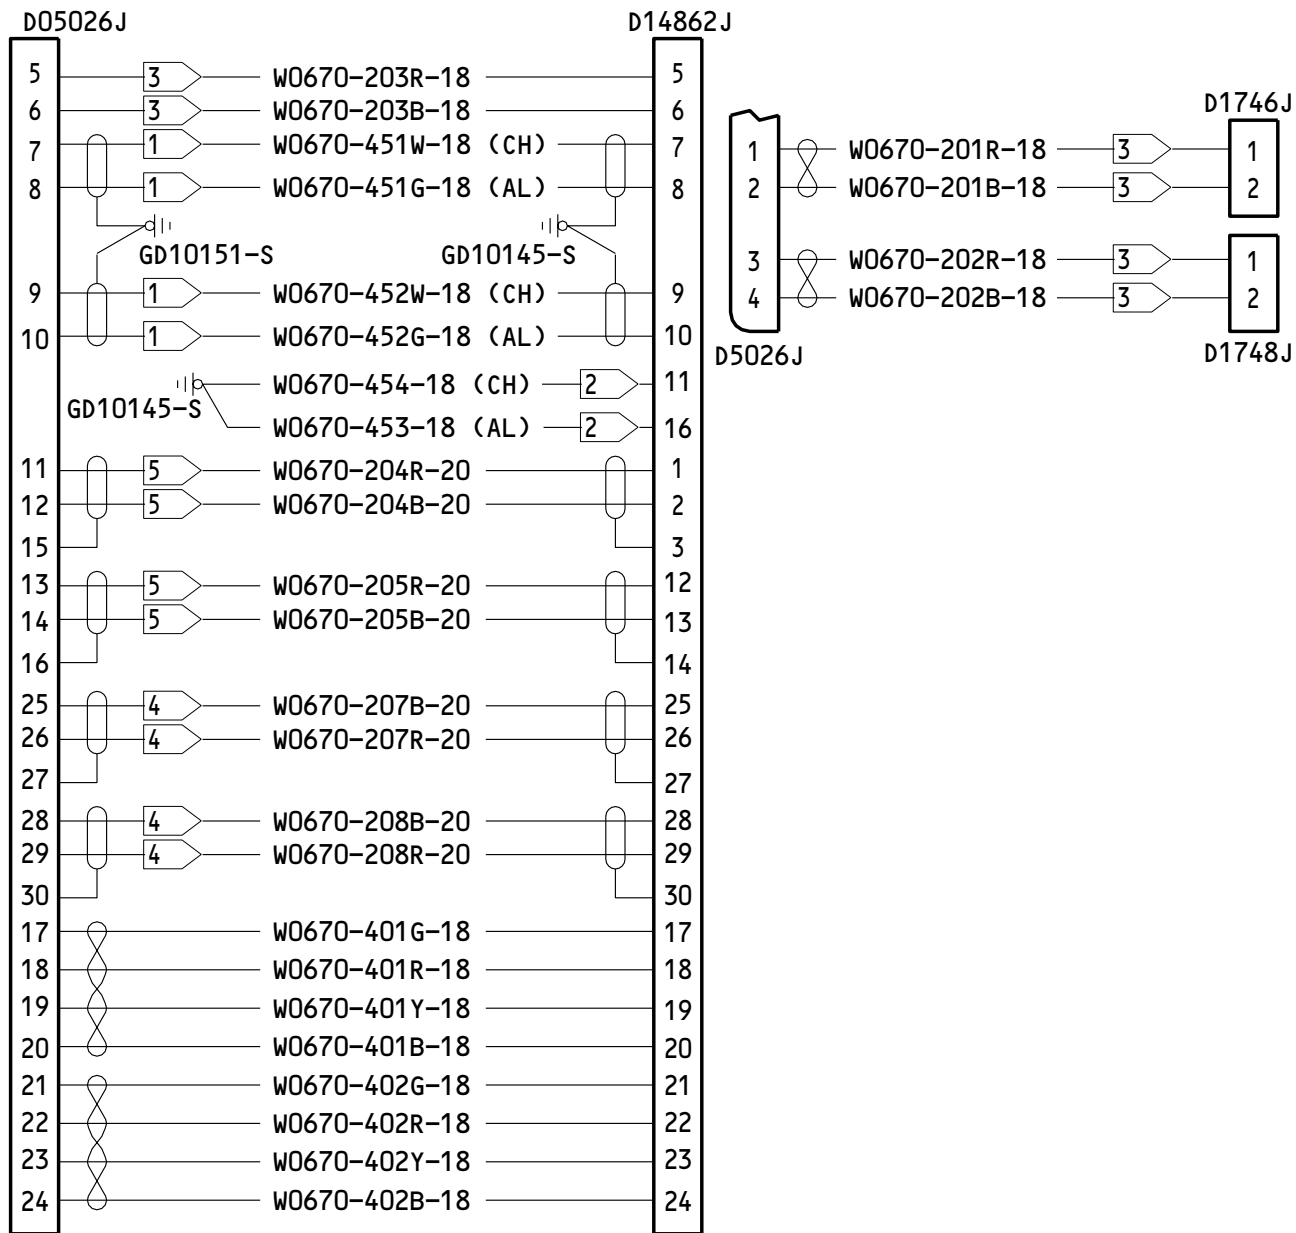 D05026J D14862J
5 3 W0670-203R-18 5
6 3 W0670-203B-18 6
7 1 W0670-451W-18 (CH) 7
8 1 W0670-451G-18 (AL) 8
GD10151-S GD10145-S
9 1 W0670-452W-18 (CH) 9
10 1 W0670-452G-18 (AL) 10
W0670-454-18 (CH) 2 11
GD10145-S
W0670-453-18 (AL) 2 16
11 5 W0670-204R-20 1
12 5 W0670-204B-20 2
15 3
13 5 W0670-205R-20 12
14 5 W0670-205B-20 13
16 14
25 4 W0670-207B-20 25
26 4 W0670-207R-20 26
27 27
28 4 W0670-208B-20 28
29 4 W0670-208R-20 29
30 30
17 W0670-401G-18 17
18 W0670-401R-18 18
19 W0670-401Y-18 19
20 W0670-401B-18 20
21 W0670-402G-18 21
22 W0670-402R-18 22
23 W0670-402Y-18 23
24 W0670-402B-18 24
D1746J
1 W0670-201R-18 3 1
2 W0670-201B-18 3 2
3 W0670-202R-18 3 1
4 W0670-202B-18 3 2
D5026J D1748J